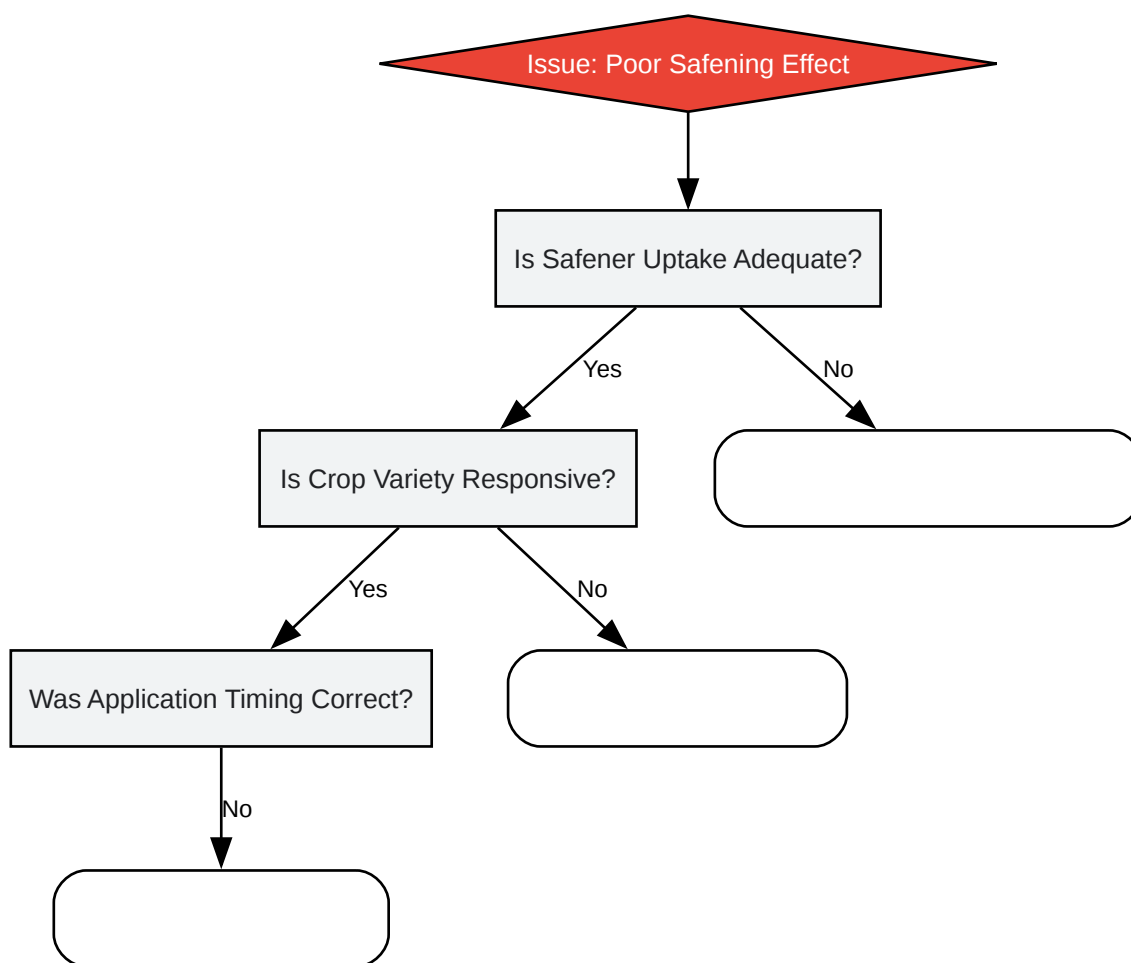 Issue: Poor Safening Effect
Is Safener Uptake Adequate?
Yes
No
Is Crop Variety Responsive?
Yes
No
Was Application Timing Correct?
No